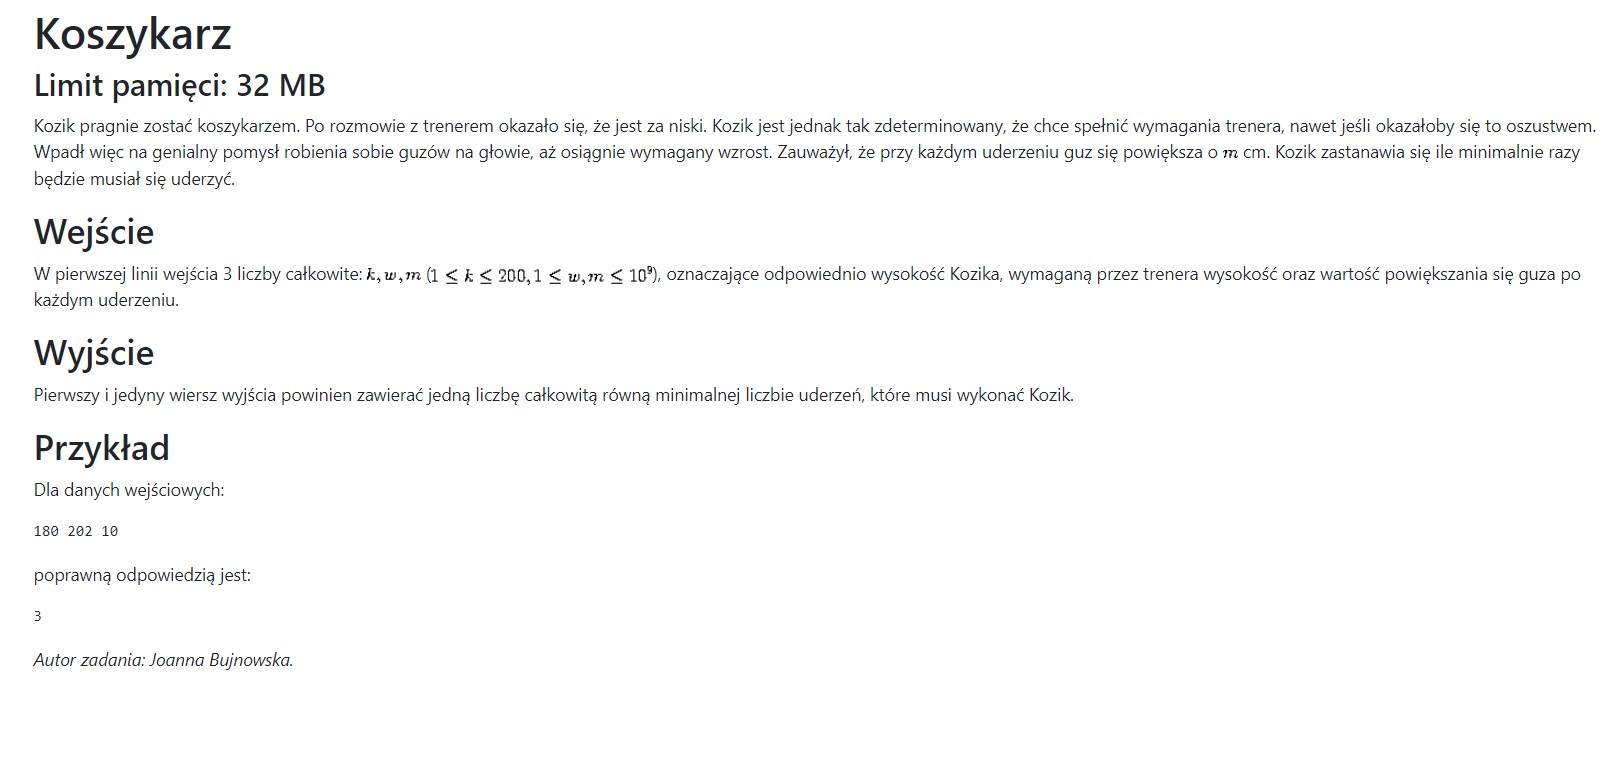 Koszykarz
Limit pamięci: 32 MB
Kozik pragnie zostać koszykarzem. Po rozmowie z trenerem okazało się, że jest za niski. Kozik jest jednak tak zdeterminowany, że chce spełnić wymagania trenera, nawet jeśli okazałoby się to oszustwem.
Wpadł więc na genialny pomysł robienia sobie guzów na głowie, aż osiągnie wymagany wzrost. Zauważył, że przy każdym uderzeniu guz się powiększa o m cm. Kozik zastanawia się ile minimalnie razy
będzie musiał się uderzyć.
Wejście
W pierwszej linii wejścia 3 liczby całkowite: k, w, m (1 ≤ k ≤ 200, 1 ≤ w, m ≤ 10⁹), oznaczające odpowiednio wysokość Kozika, wymaganą przez trenera wysokość oraz wartość powiększania się guza po
każdym uderzeniu.
Wyjście
Pierwszy i jedyny wiersz wyjścia powinien zawierać jedną liczbę całkowitą równą minimalnej liczbie uderzeń, które musi wykonać Kozik.
Przykład
Dla danych wejściowych:
180 202 10
poprawną odpowiedzią jest:
3
Autor zadania: Joanna Bujnowska.